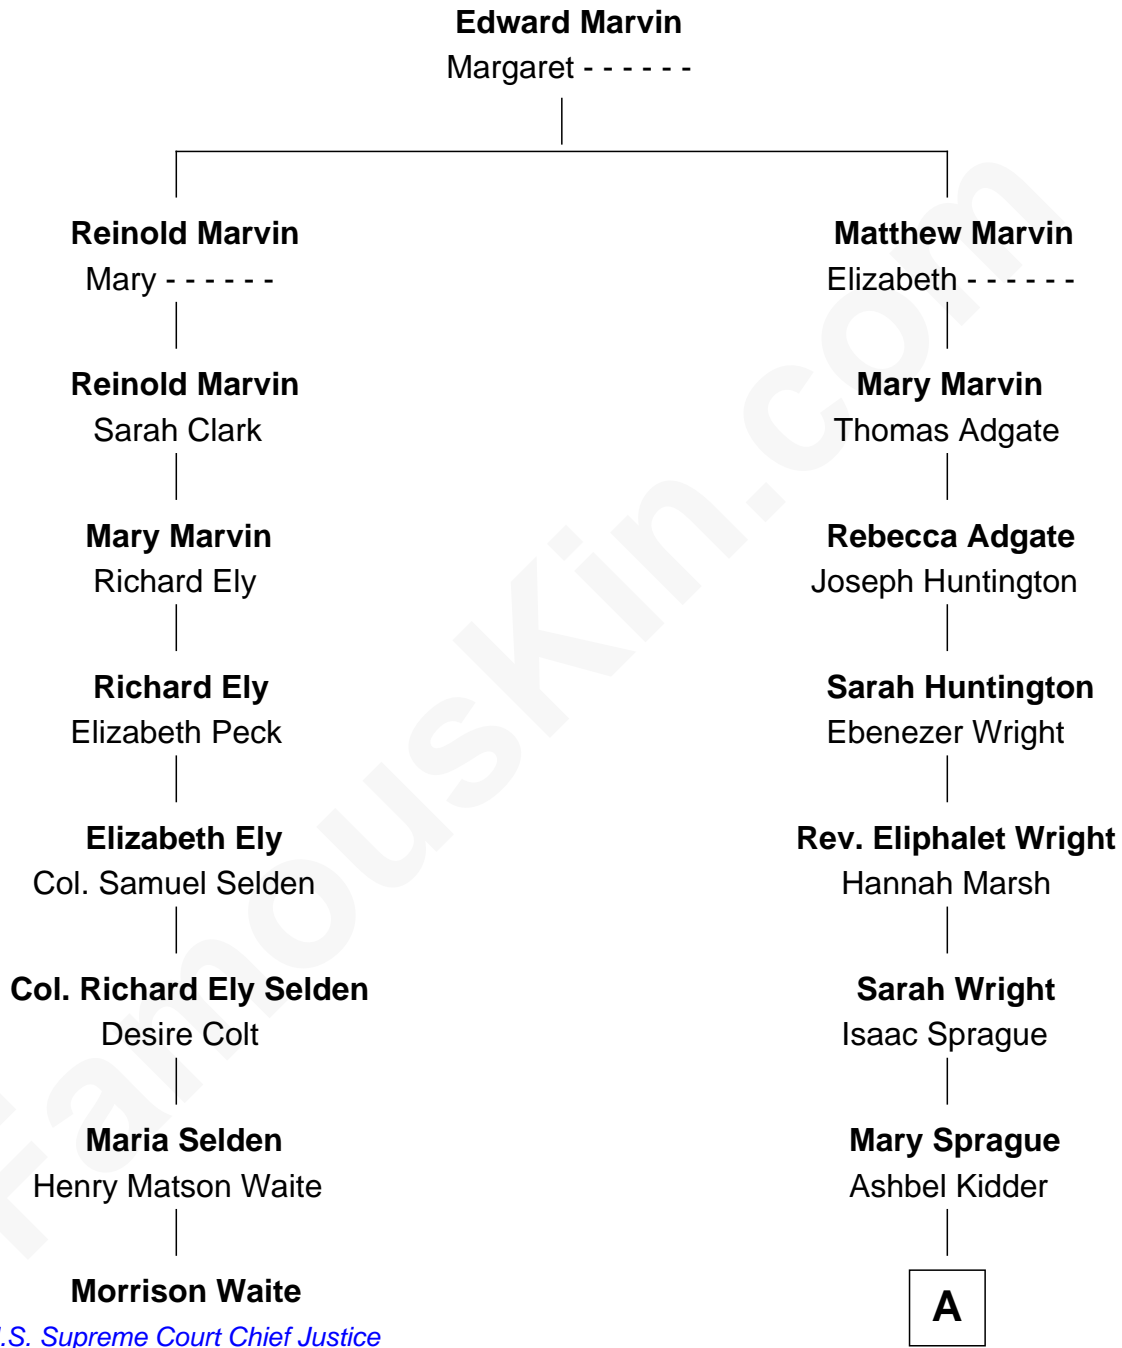 Edward Marvin
Margaret - - - - - -
Reinold Marvin
Mary - - - - - -
Matthew Marvin
Elizabeth - - - - - -
Reinold Marvin
Sarah Clark
Mary Marvin
Thomas Adgate
Mary Marvin
Richard Ely
Rebecca Adgate
Joseph Huntington
Richard Ely
Elizabeth Peck
Sarah Huntington
Ebenezer Wright
Elizabeth Ely
Col. Samuel Selden
Rev. Eliphalet Wright
Hannah Marsh
Col. Richard Ely Selden
Desire Colt
Sarah Wright
Isaac Sprague
Maria Selden
Henry Matson Waite
Mary Sprague
Ashbel Kidder
Morrison Waite
.S. Supreme Court Chief Justice
A
FamousKin.com